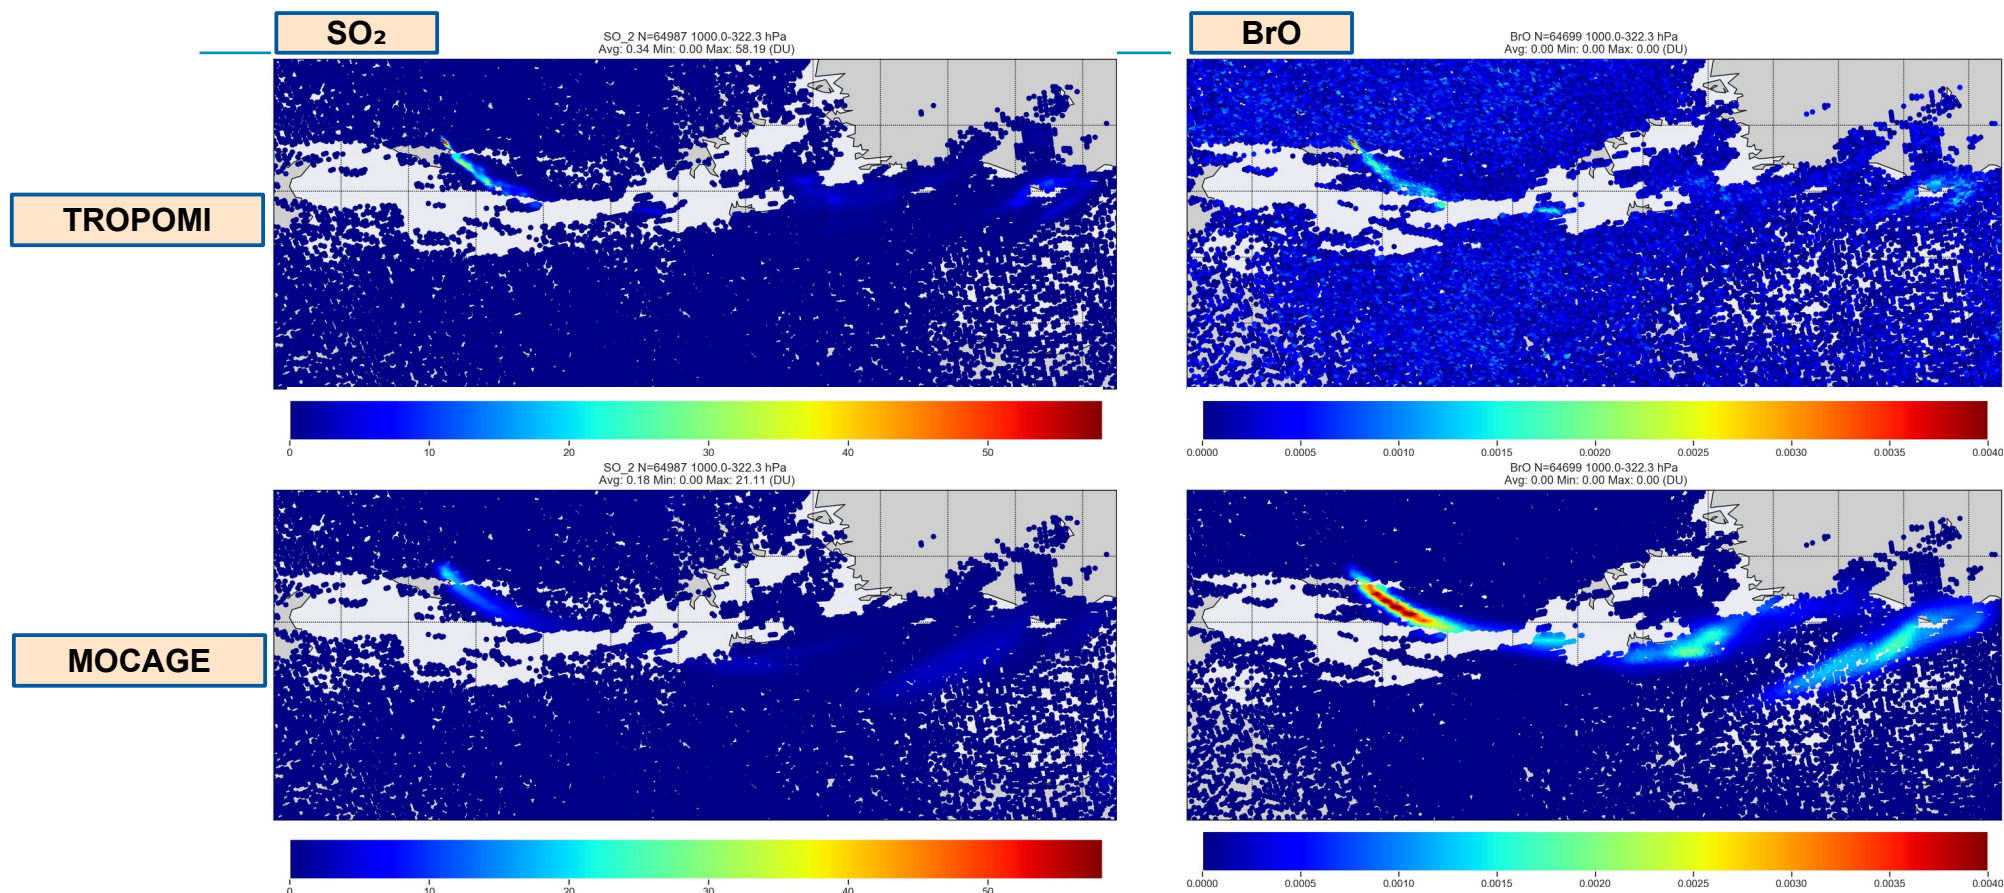 SO₂
SO_2 N=64987 1000.0-322.3 hPa
Avg: 0.34 Min: 0.00 Max: 58.19 (DU)
BrO
BrO N=64699 1000.0-322.3 hPa
Avg: 0.00 Min: 0.00 Max: 0.00 (DU)
TROPOMI
0 10 20 30 40 50
0.0000 0.0005 0.0010 0.0015 0.0020 0.0025 0.0030 0.0035 0.0040
SO_2 N=64987 1000.0-322.3 hPa
Avg: 0.18 Min: 0.00 Max: 21.11 (DU)
BrO N=64699 1000.0-322.3 hPa
Avg: 0.00 Min: 0.00 Max: 0.00 (DU)
MOCAGE
0 10 20 30 40 50
0.0000 0.0005 0.0010 0.0015 0.0020 0.0025 0.0030 0.0035 0.0040